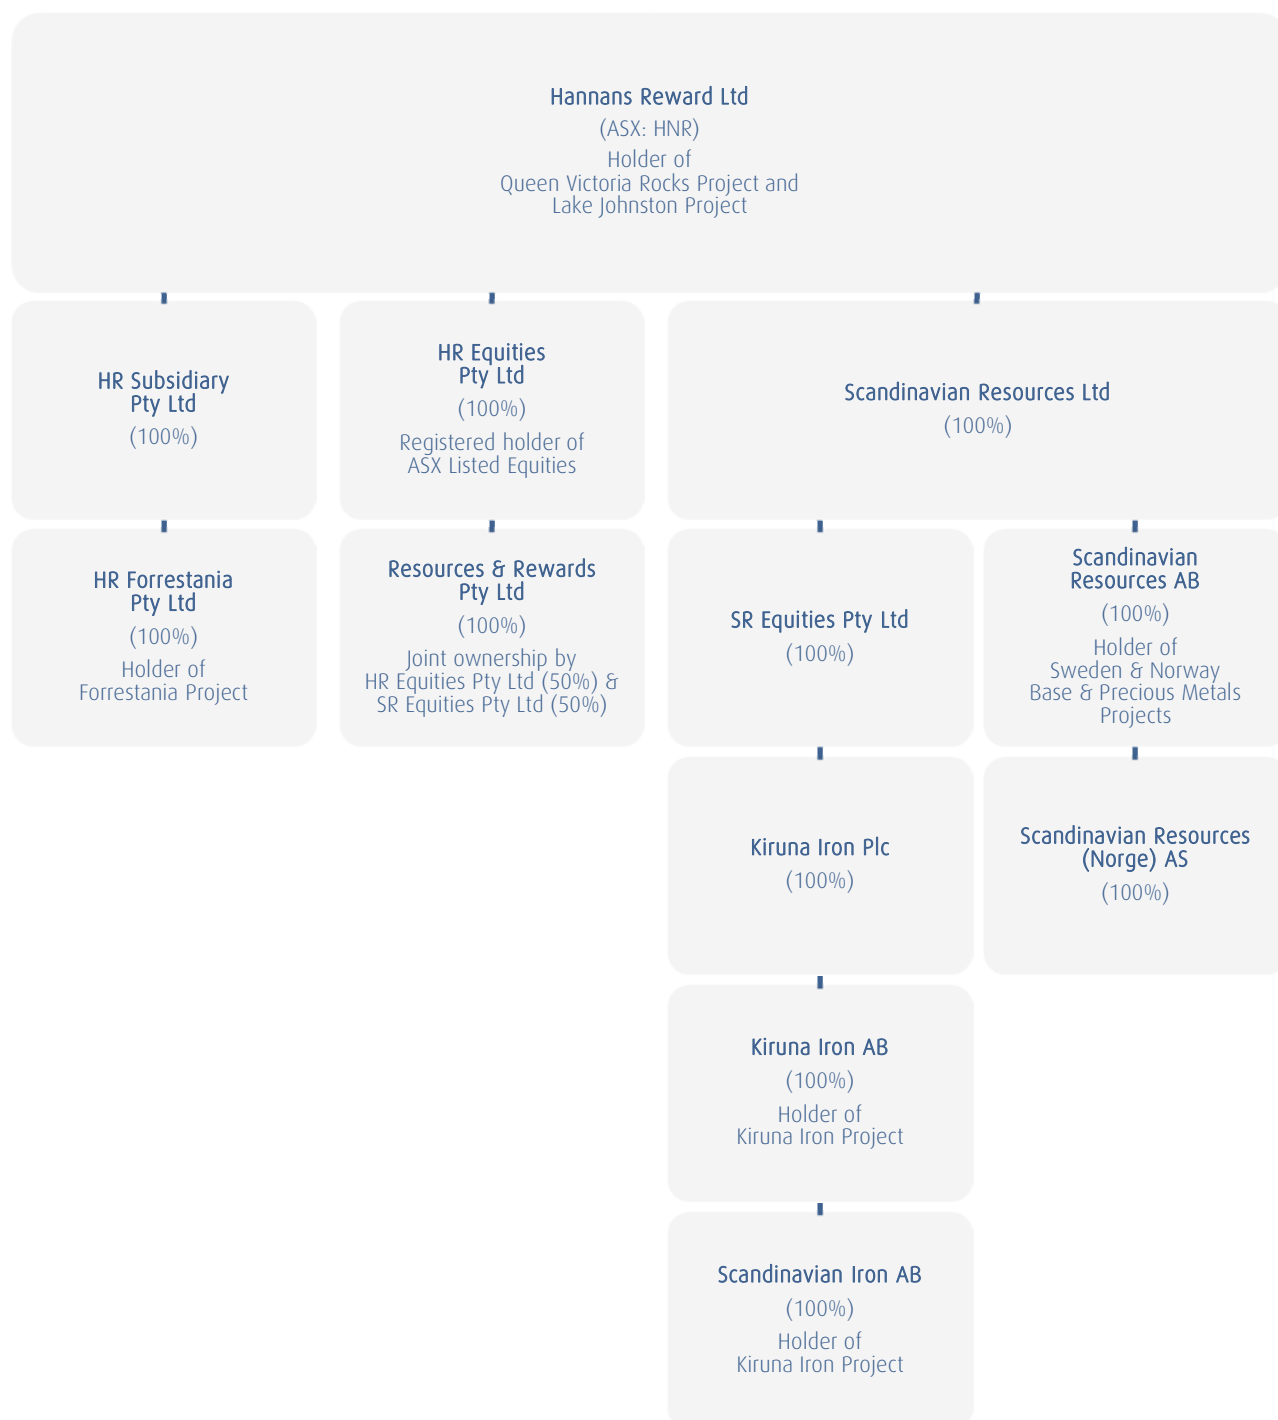 Hannans Reward Ltd
(ASX: HNR)
Holder of
Queen Victoria Rocks Project and
Lake Johnston Project
HR Subsidiary
Pty Ltd
(100%)
HR Equities
Pty Ltd
(100%)
Registered holder of
ASX Listed Equities
Scandinavian Resources Ltd
(100%)
HR Forrestania
Pty Ltd
(100%)
Holder of
Forrestania Project
Resources & Rewards
Pty Ltd
(100%)
Joint ownership by
HR Equities Pty Ltd (50%) &
SR Equities Pty Ltd (50%)
SR Equities Pty Ltd
(100%)
Scandinavian
Resources AB
(100%)
Holder of
Sweden & Norway
Base & Precious Metals
Projects
Kiruna Iron Plc
(100%)
Scandinavian Resources
(Norge) AS
(100%)
Kiruna Iron AB
(100%)
Holder of
Kiruna Iron Project
Scandinavian Iron AB
(100%)
Holder of
Kiruna Iron Project